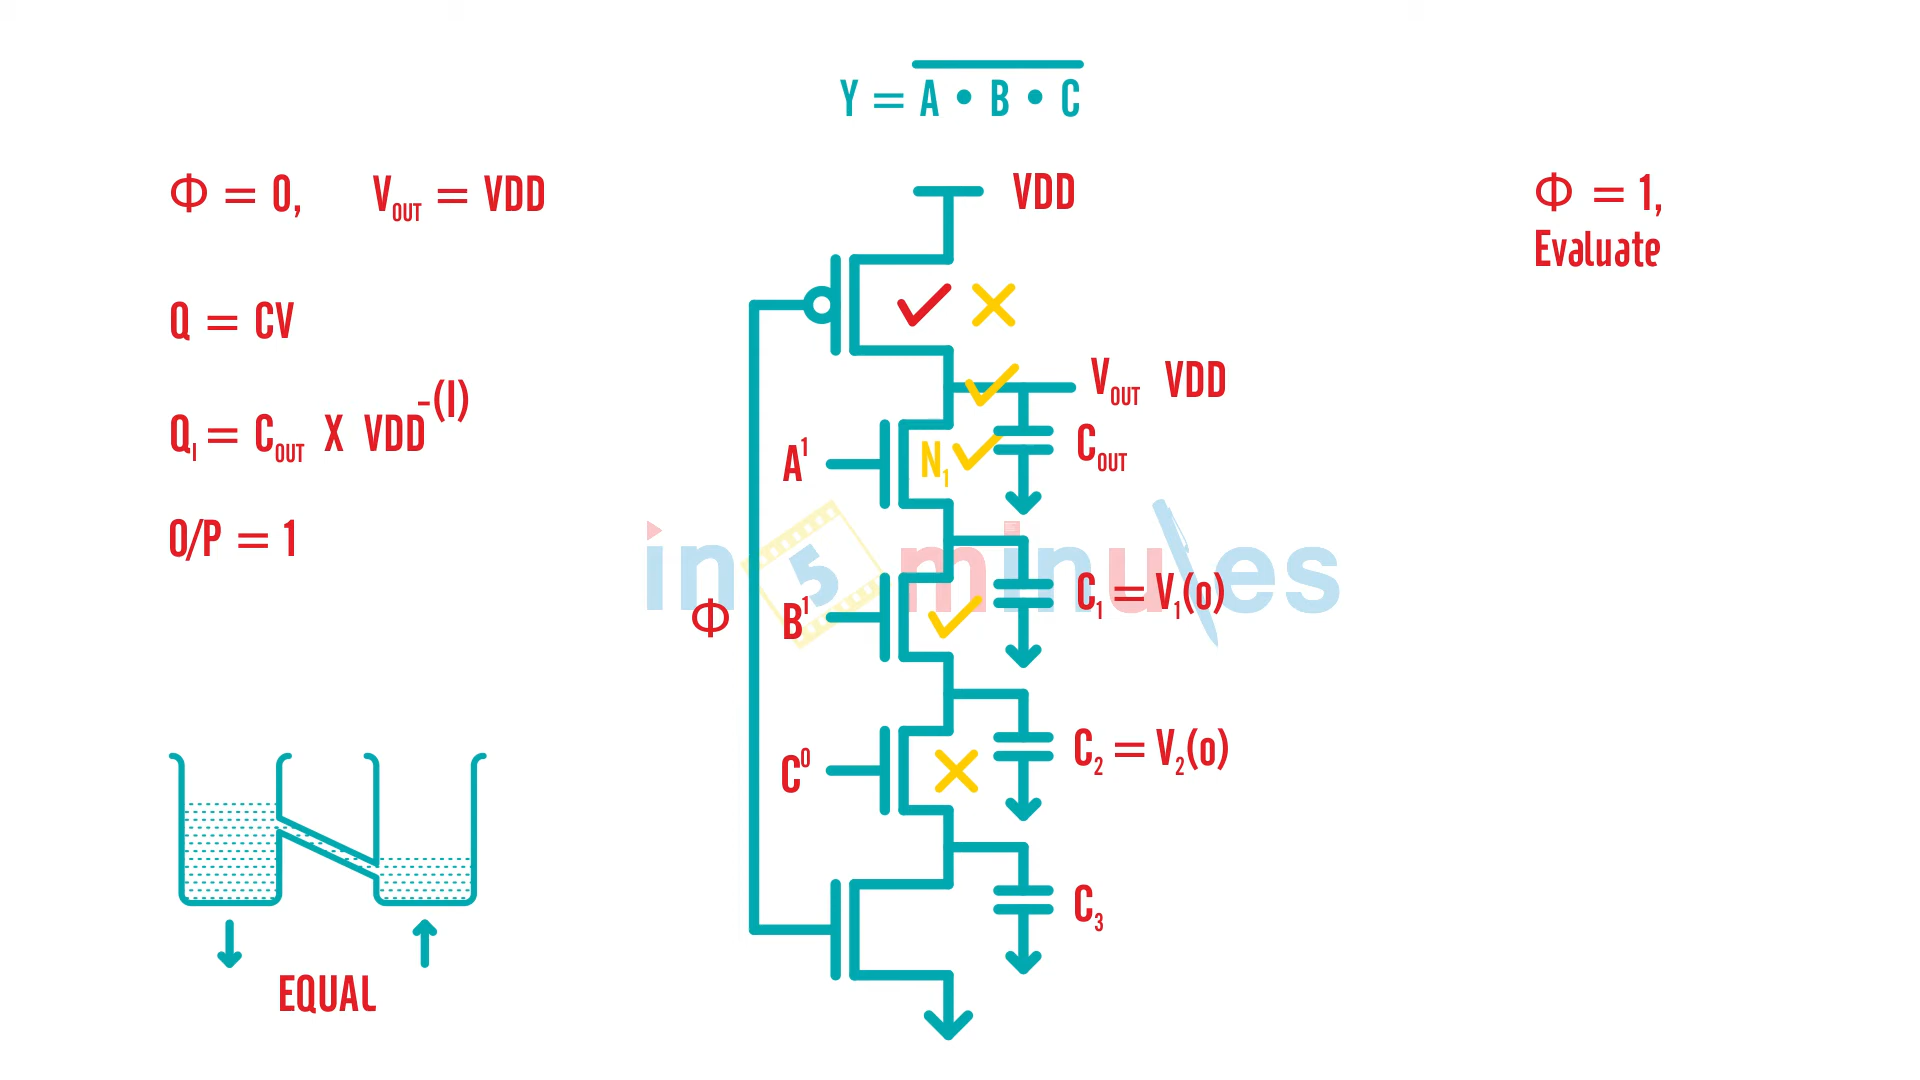 Y = A • B • C
Φ = 0, V_OUT = VDD
Q = CV
Q_I = C_OUT X VDD -(I)
O/P = 1
EQUAL
VDD
V_OUT VDD
C_OUT
A^1
N_1
in 5 minutes
C_1 = V_1(o)
Φ
B^1
C_2 = V_2(o)
C^0
C_3
Φ = 1,
Evaluate